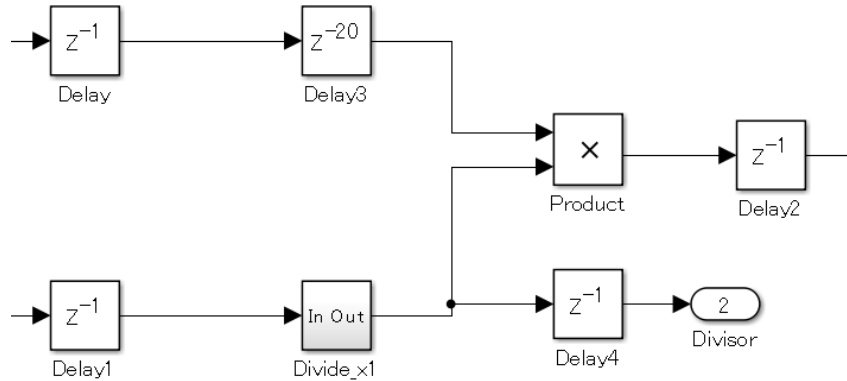 Z⁻¹
Delay
Z⁻²⁰
Delay3
×
Product
Z⁻¹
Delay2
Z⁻¹
Delay1
In Out
Divide_x1
Z⁻¹
Delay4
2
Divisor